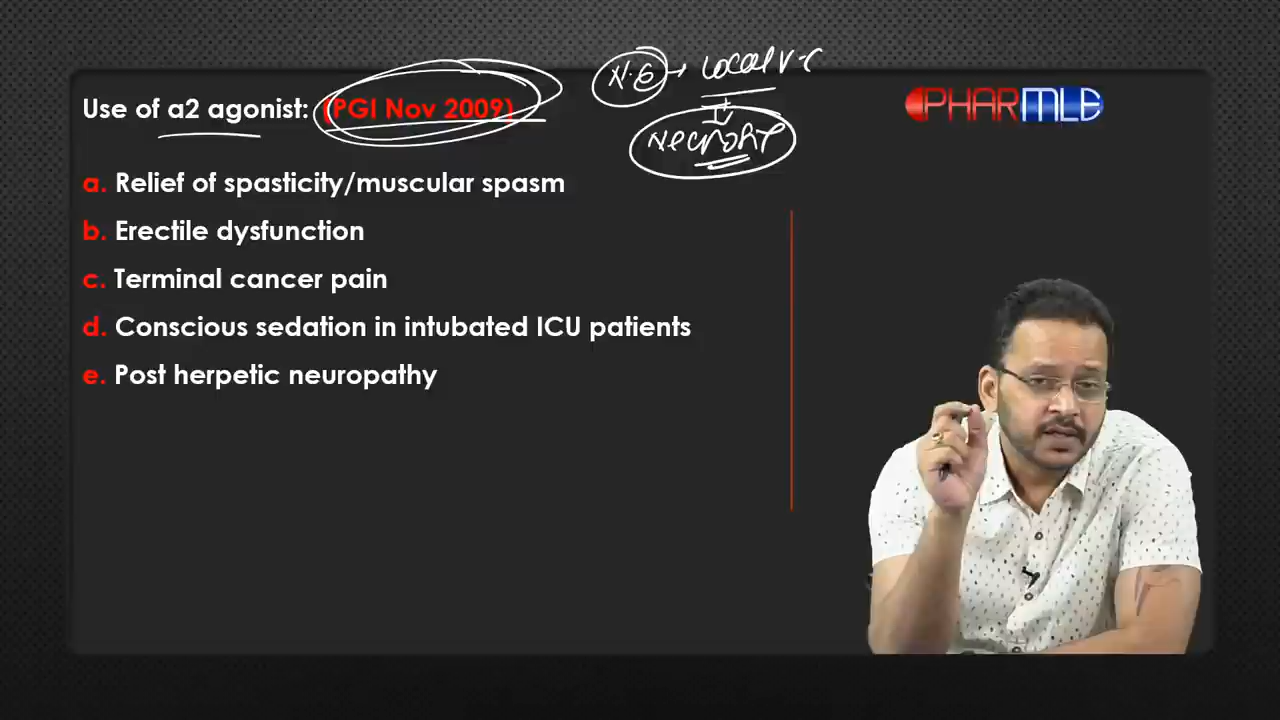 N.E → Local V-C
Use of a2 agonist: (PGI Nov 2009)
PHARMLE
a. Relief of spasticity/muscular spasm
b. Erectile dysfunction
c. Terminal cancer pain
d. Conscious sedation in intubated ICU patients
e. Post herpetic neuropathy